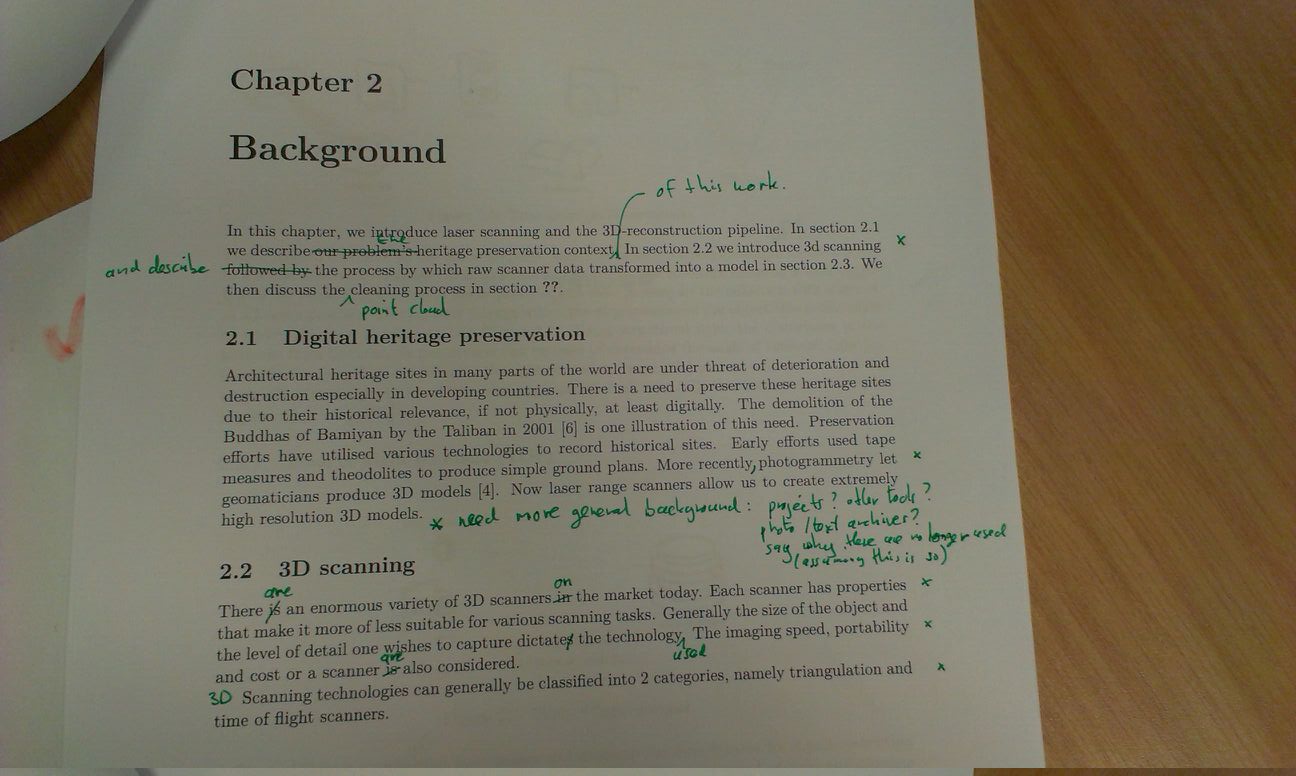 Chapter 2
Background
of this work.
In this chapter, we introduce laser scanning and the 3D-reconstruction pipeline. In section 2.1
the
we describe our problem's heritage preservation context. In section 2.2 we introduce 3d scanning x
and describe followed by the process by which raw scanner data transformed into a model in section 2.3. We
then discuss the cleaning process in section ??.
point cloud
2.1 Digital heritage preservation
Architectural heritage sites in many parts of the world are under threat of deterioration and
destruction especially in developing countries. There is a need to preserve these heritage sites
due to their historical relevance, if not physically, at least digitally. The demolition of the
Buddhas of Bamiyan by the Taliban in 2001 [6] is one illustration of this need. Preservation
efforts have utilised various technologies to record historical sites. Early efforts used tape
measures and theodolites to produce simple ground plans. More recently, photogrammetry let x
geomaticians produce 3D models [4]. Now laser range scanners allow us to create extremely
high resolution 3D models. * need more general background: projects? other tools?
photo / text archives?
say why these are no longer used
(assuming this is so)
2.2 3D scanning
are on
There is an enormous variety of 3D scanners in the market today. Each scanner has properties x
that make it more of less suitable for various scanning tasks. Generally the size of the object and
the level of detail one wishes to capture dictates the technology. The imaging speed, portability x
are used
and cost or a scanner is also considered.
3D Scanning technologies can generally be classified into 2 categories, namely triangulation and x
time of flight scanners.